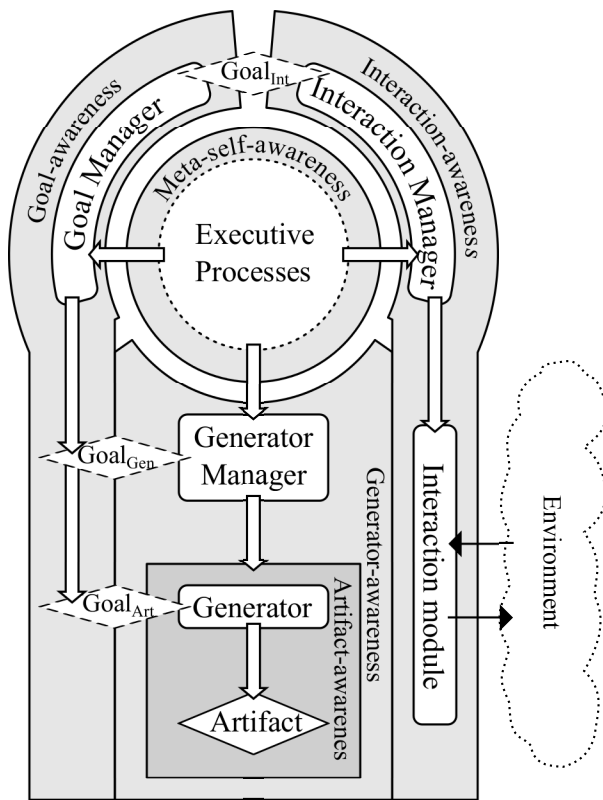 Goal-awareness
Goal Manager
GoalInt
Interaction Manager
Interaction-awareness
Meta-self-awareness
Executive
Processes
Generator
Manager
GoalGen
Generator-awareness
Interaction module
Environment
GoalArt
Generator
Artifact-awarenes
Artifact